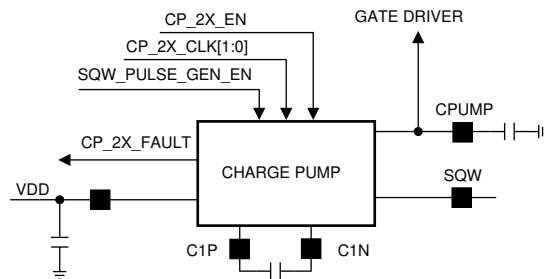 CP_2X_EN
GATE DRIVER
CP_2X_CLK[1:0]
SQW_PULSE_GEN_EN
CPUMP
CP_2X_FAULT
CHARGE PUMP
VDD
SQW
C1P
C1N